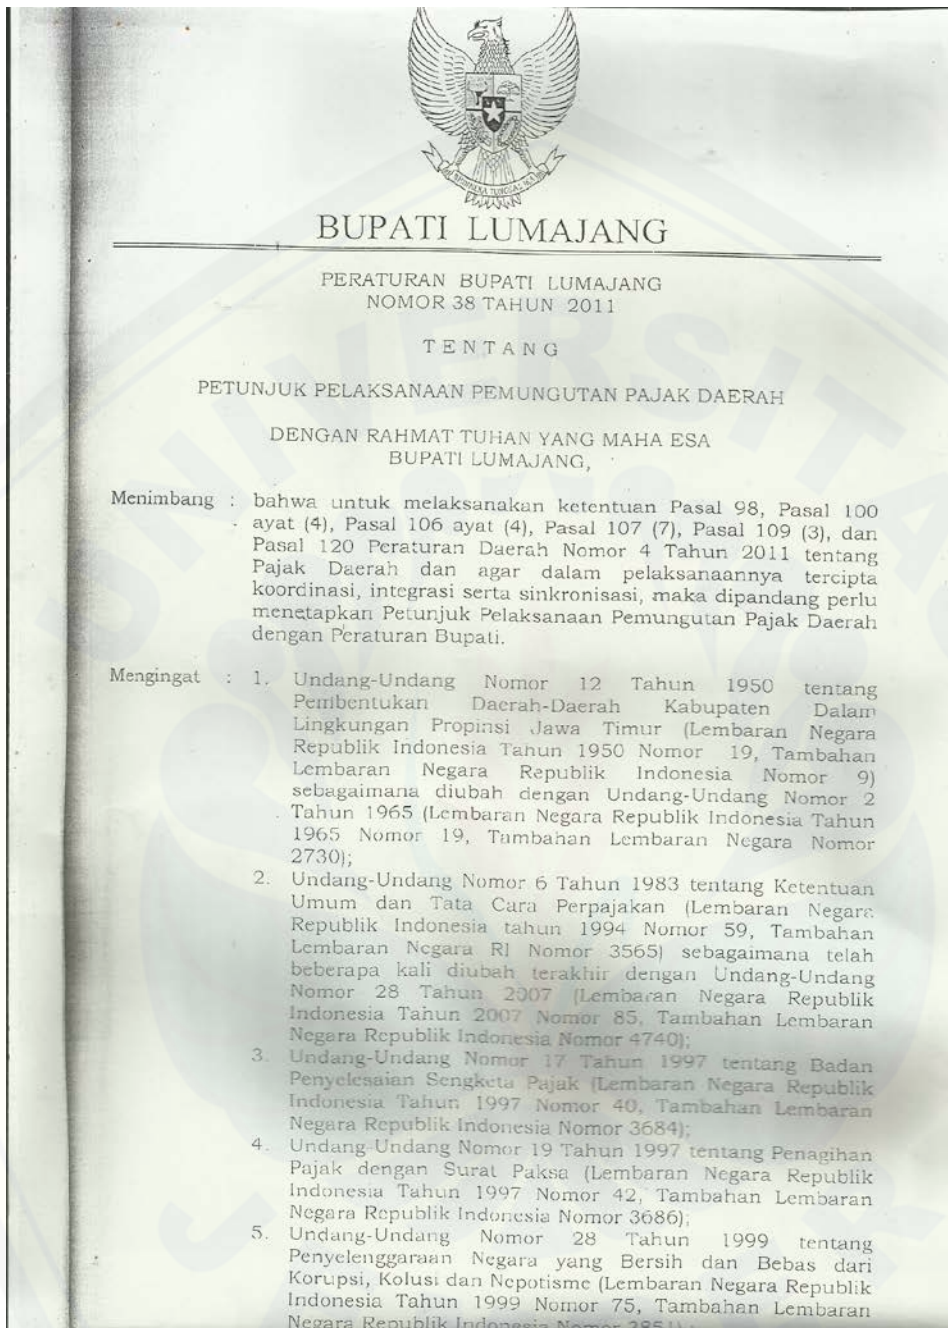 BUPATI LUMAJANG
PERATURAN BUPATI LUMAJANG
NOMOR 38 TAHUN 2011
TENTANG
PETUNJUK PELAKSANAAN PEMUNGUTAN PAJAK DAERAH
DENGAN RAHMAT TUHAN YANG MAHA ESA
BUPATI LUMAJANG,
Menimbang : bahwa untuk melaksanakan ketentuan Pasal 98, Pasal 100
ayat (4), Pasal 106 ayat (4), Pasal 107 (7), Pasal 109 (3), dan
Pasal 120 Peraturan Daerah Nomor 4 Tahun 2011 tentang
Pajak Daerah dan agar dalam pelaksanaannya tercipta
koordinasi, integrasi serta sinkronisasi, maka dipandang perlu
menetapkan Petunjuk Pelaksanaan Pemungutan Pajak Daerah
dengan Peraturan Bupati.
Mengingat : 1. Undang-Undang Nomor 12 Tahun 1950 tentang
Pembentukan Daerah-Daerah Kabupaten Dalam
Lingkungan Propinsi Jawa Timur (Lembaran Negara
Republik Indonesia Tahun 1950 Nomor 19, Tambahan
Lembaran Negara Republik Indonesia Nomor 9)
sebagaimana diubah dengan Undang-Undang Nomor 2
Tahun 1965 (Lembaran Negara Republik Indonesia Tahun
1965 Nomor 19, Tambahan Lembaran Negara Nomor
2730);
2. Undang-Undang Nomor 6 Tahun 1983 tentang Ketentuan
Umum dan Tata Cara Perpajakan (Lembaran Negara
Republik Indonesia tahun 1994 Nomor 59, Tambahan
Lembaran Negara RI Nomor 3565) sebagaimana telah
beberapa kali diubah terakhir dengan Undang-Undang
Nomor 28 Tahun 2007 (Lembaran Negara Republik
Indonesia Tahun 2007 Nomor 85, Tambahan Lembaran
Negara Republik Indonesia Nomor 4740);
3. Undang-Undang Nomor 17 Tahun 1997 tentang Badan
Penyelesaian Sengketa Pajak (Lembaran Negara Republik
Indonesia Tahun 1997 Nomor 40, Tambahan Lembaran
Negara Republik Indonesia Nomor 3684);
4. Undang-Undang Nomor 19 Tahun 1997 tentang Penagihan
Pajak dengan Surat Paksa (Lembaran Negara Republik
Indonesia Tahun 1997 Nomor 42, Tambahan Lembaran
Negara Republik Indonesia Nomor 3686);
5. Undang-Undang Nomor 28 Tahun 1999 tentang
Penyelenggaraan Negara yang Bersih dan Bebas dari
Korupsi, Kolusi dan Nepotisme (Lembaran Negara Republik
Indonesia Tahun 1999 Nomor 75, Tambahan Lembaran
Negara Republik Indonesia Nomor 3851)